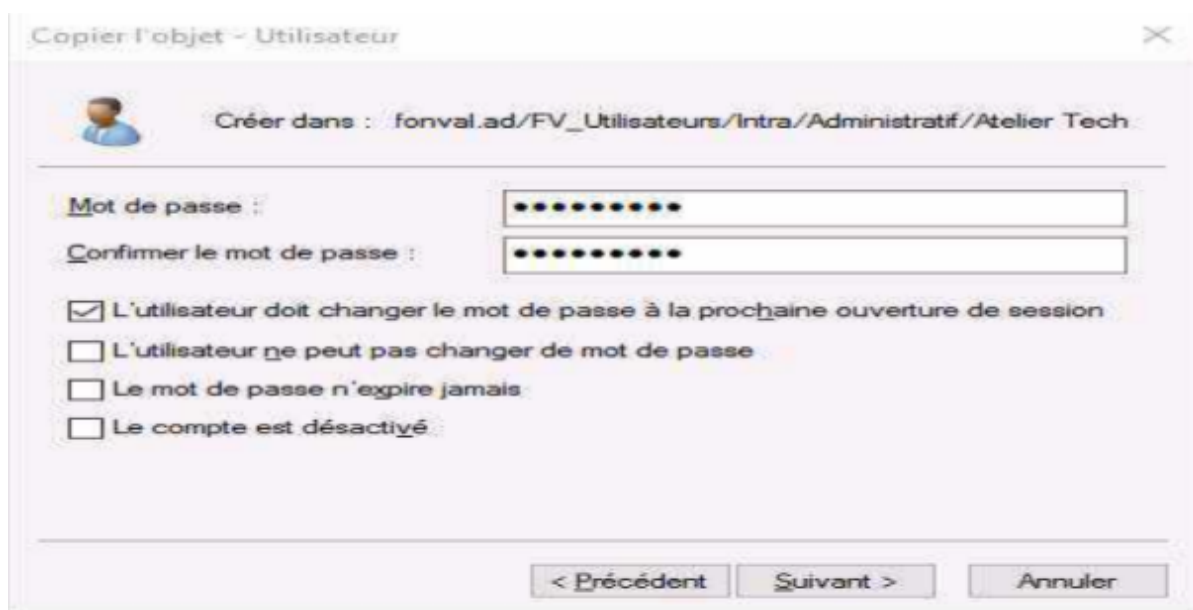 Copier l'objet - Utilisateur
Créer dans : fonval.ad/FV_Utilisateurs/Intra/Administratif/Atelier Tech
Mot de passe : •••••••••
Confirmer le mot de passe : •••••••••
L'utilisateur doit changer le mot de passe à la prochaine ouverture de session
L'utilisateur ne peut pas changer de mot de passe
Le mot de passe n'expire jamais
Le compte est désactivé
< Précédent Suivant > Annuler